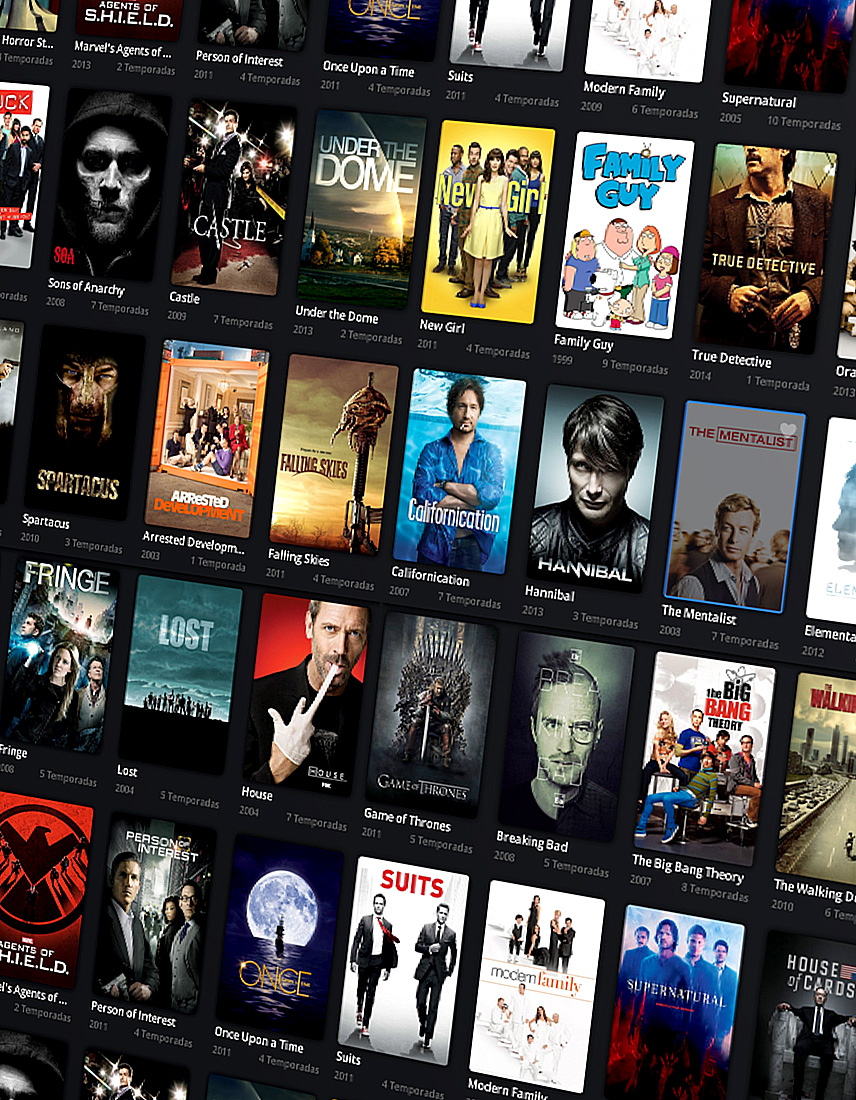 Horror St...
Temporadas
AGENTS OF
S.H.I.E.L.D.
Marvel's Agents of ...
2013 2 Temporadas
Person of Interest
2011 4 Temporadas
ONCE
Once Upon a Time
2011 4 Temporadas
Suits
2011 4 Temporadas
Modern Family
2009 6 Temporadas
Supernatural
2005 10 Temporadas
UCK
SOA
Sons of Anarchy
2008 7 Temporadas
CASTLE
Castle
2009 7 Temporadas
UNDER THE
DOME
Under the Dome
2013 2 Temporadas
New Girl
New Girl
2011 4 Temporadas
FAMILY
GUY
Family Guy
1999 9 Temporadas
TRUE DETECTIVE
True Detective
2014 1 Temporada
Ora
2013
LAND
SPARTACUS
Spartacus
2010 3 Temporadas
ARRESTED
DEVELOPMENT
Arrested Developm...
2003 1 Temporada
FALLING SKIES
Falling Skies
2011 4 Temporadas
Californication
Californication
2007 7 Temporadas
HANNIBAL
Hannibal
2013 3 Temporadas
THE MENTALIST
The Mentalist
2008 7 Temporadas
ELEM
Elementa
2012
FRINGE
Fringe
2008 5 Temporadas
LOST
Lost
2004 5 Temporadas
HOUSE
FOX
House
2004 7 Temporadas
GAME OF THRONES
Game of Thrones
2011 5 Temporadas
Breaking Bad
2008 5 Temporadas
the BIG
BANG
THEORY
The Big Bang Theory
2007 8 Temporadas
THE
WALKIN
The Walking De
2010 6 Tem
MARVEL
AGENTS OF
S.H.I.E.L.D.
el's Agents of ...
2 Temporadas
PERSON OF
INTEREST
Person of Interest
2011 4 Temporadas
ONCE
Once Upon a Time
2011 4 Temporadas
SUITS
Suits
2011 4 Temporadas
modern family
Modern Family
SUPERNATURAL
HOUSE
of CARDS